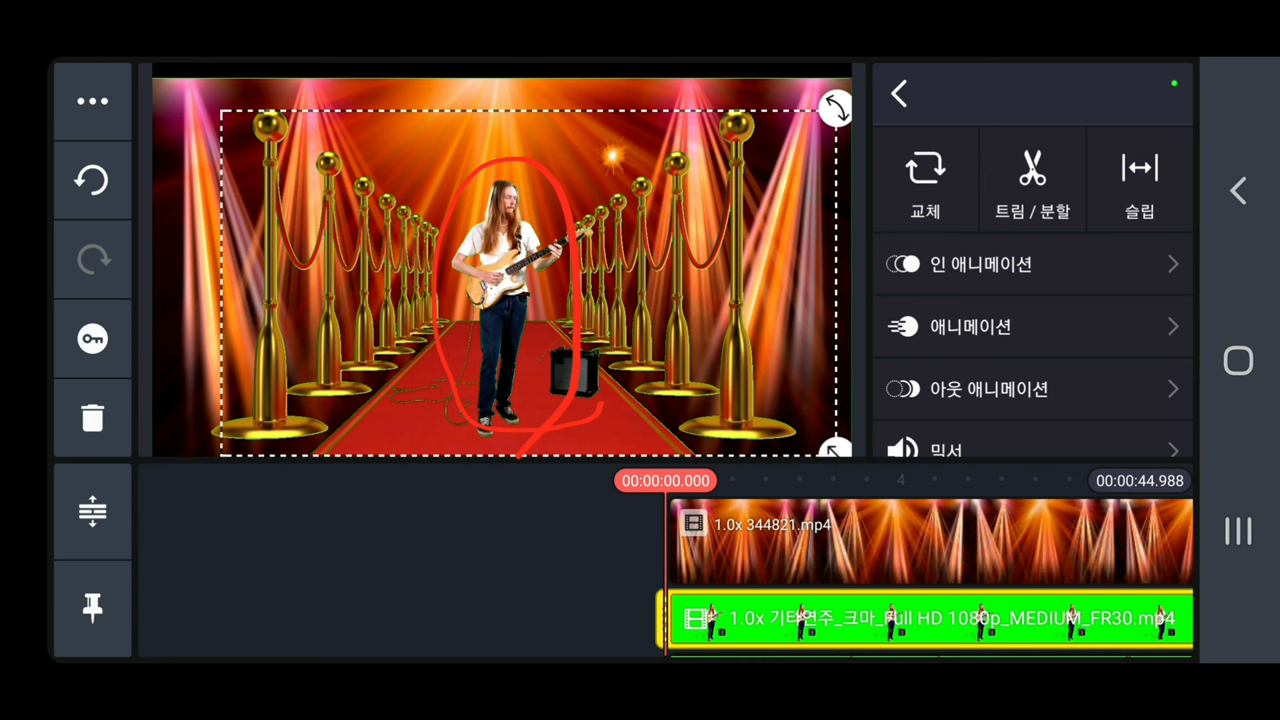 교체
트림 / 분할
슬립
인 애니메이션
애니메이션
아웃 애니메이션
믹서
00:00:00.000
4
00:00:44.988
1.0x 344821.mp4
1.0x 기타연주_크마_Full HD 1080p_MEDIUM_FR30.mp4